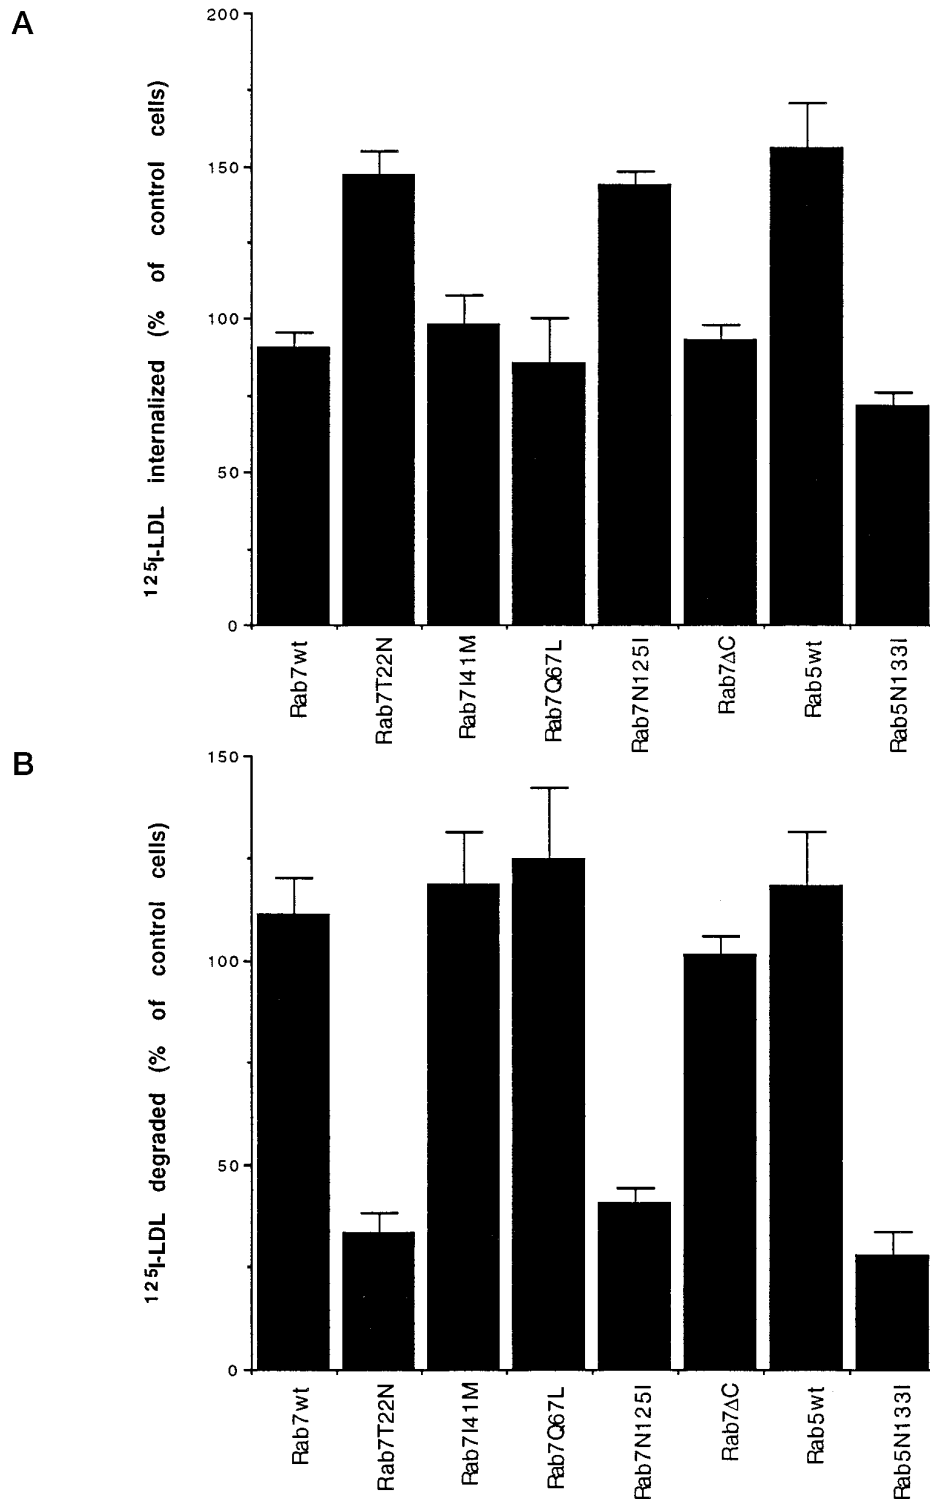 A
200
150
100
50
0
¹²⁵I-LDL internalized (% of control cells)
Rab7wt
Rab7T22N
Rab7I41M
Rab7Q67L
Rab7N125I
Rab7ΔC
Rab5wt
Rab5N133I
B
150
100
50
0
¹²⁵I-LDL degraded (% of control cells)
Rab7wt
Rab7T22N
Rab7I41M
Rab7Q67L
Rab7N125I
Rab7ΔC
Rab5wt
Rab5N133I